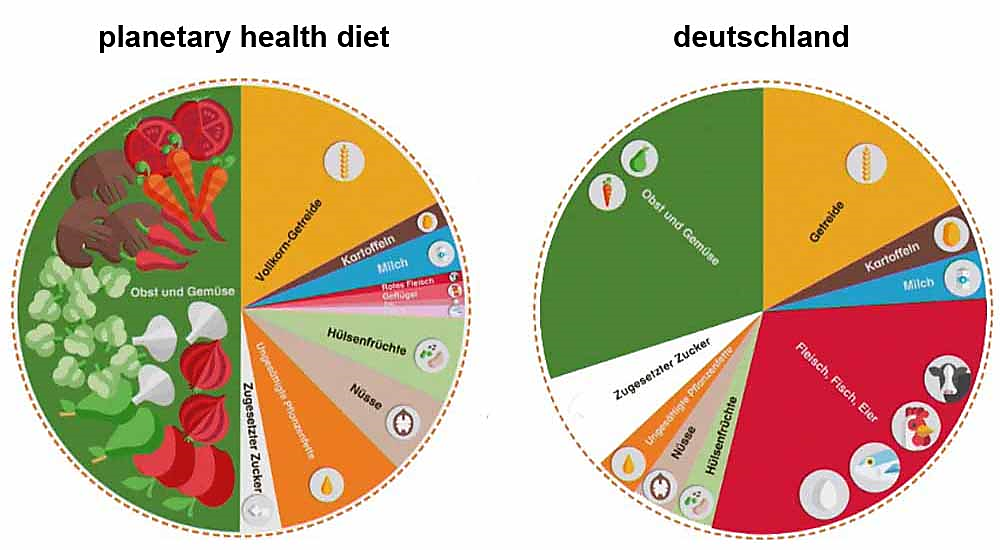 planetary health diet
deutschland
Vollkorn-Getreide
Kartoffeln
Milch
Rotes Fleisch
Geflügel
Hülsenfrüchte
Nüsse
Ungesättigte Pflanzenfette
Zugesetzter Zucker
Obst und Gemüse
Getreide
Kartoffeln
Milch
Fleisch, Fisch, Eier
Hülsenfrüchte
Nüsse
Ungesättigte Pflanzenfette
Zugesetzter Zucker
Obst und Gemüse